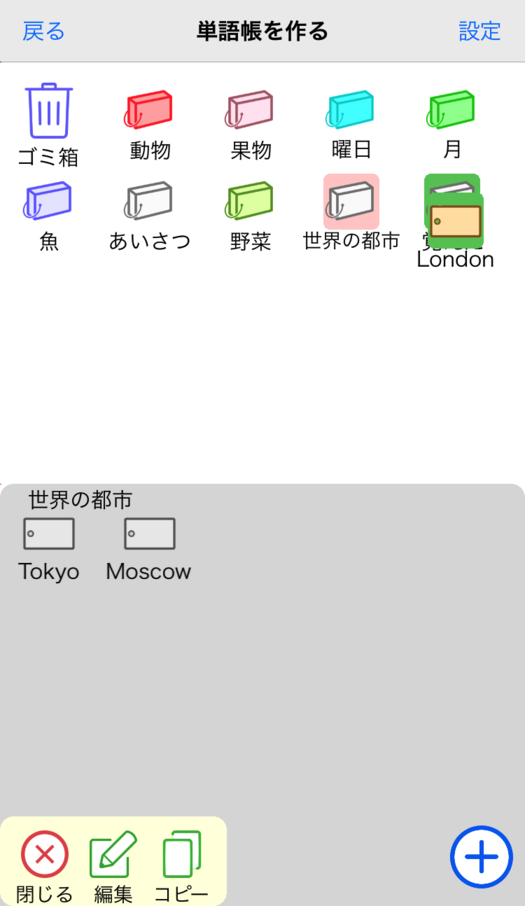 戻る 単語帳を作る 設定
ゴミ箱 動物 果物 曜日 月
魚 あいさつ 野菜 世界の都市
London
世界の都市
Tokyo Moscow
閉じる 編集 コピー